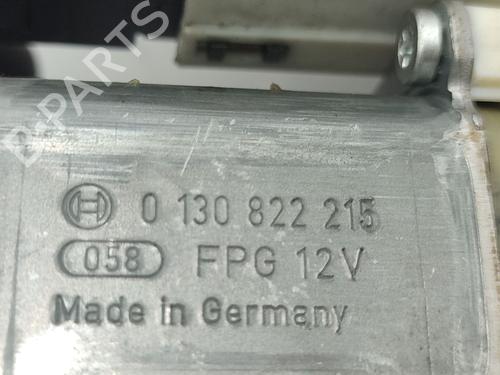 B-PARTS
0 130 822 215
058 FPG 12V
Made in Germany